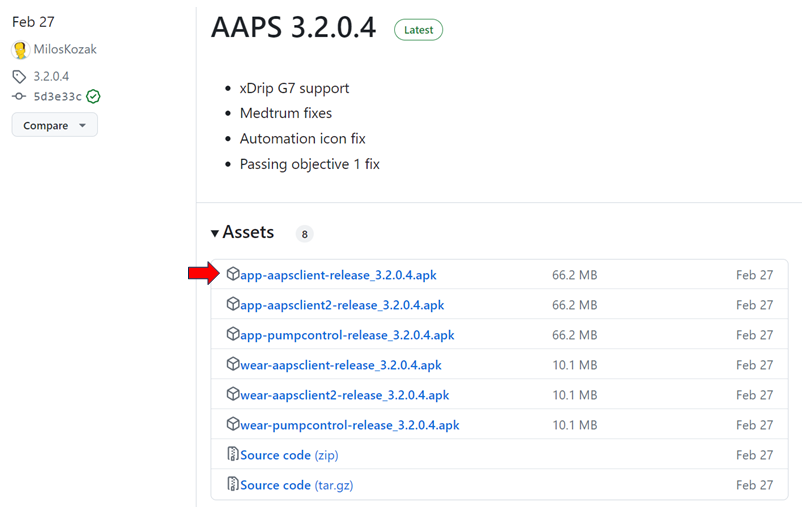 Feb 27
MilosKozak
3.2.0.4
5d3e33c
Compare
AAPS 3.2.0.4 Latest
xDrip G7 support
Medtrum fixes
Automation icon fix
Passing objective 1 fix
Assets 8
app-aapsclient-release_3.2.0.4.apk 66.2 MB Feb 27
app-aapsclient2-release_3.2.0.4.apk 66.2 MB Feb 27
app-pumpcontrol-release_3.2.0.4.apk 66.2 MB Feb 27
wear-aapsclient-release_3.2.0.4.apk 10.1 MB Feb 27
wear-aapsclient2-release_3.2.0.4.apk 10.1 MB Feb 27
wear-pumpcontrol-release_3.2.0.4.apk 10.1 MB Feb 27
Source code (zip) Feb 27
Source code (tar.gz) Feb 27